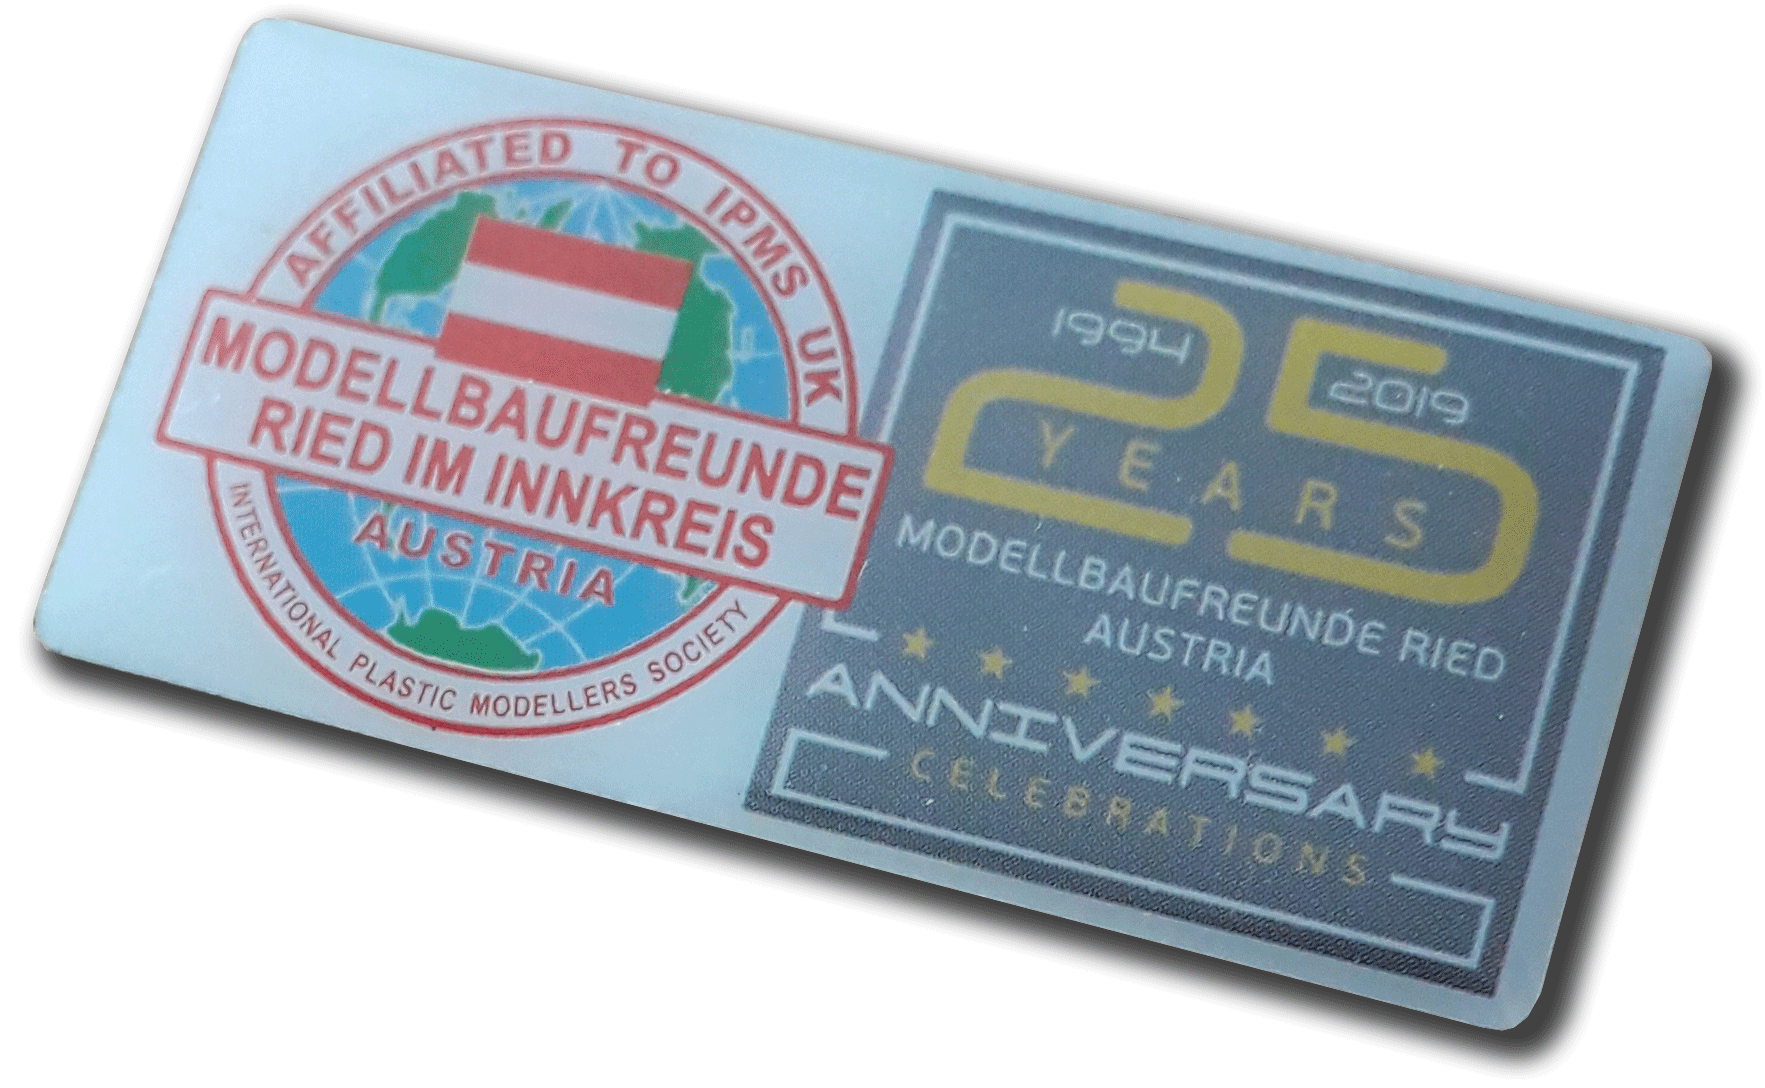 AFFILIATED TO IPMS UK
MODELLBAUFREUNDE
RIED IM INNKREIS
AUSTRIA
INTERNATIONAL PLASTIC MODELLERS SOCIETY
1994
25
2019
YEARS
MODELLBAUFREUNDE RIED
AUSTRIA
ANNIVERSARY
CELEBRATIONS